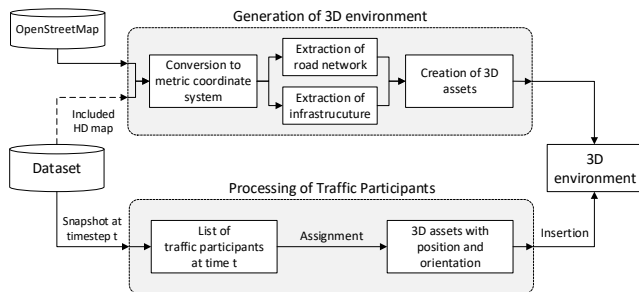 Generation of 3D environment
OpenStreetMap
Conversion to
metric coordinate
system
Extraction of
road network
Extraction of
infrastrucuture
Creation of 3D
assets
Included
HD map
Dataset
3D
environment
Processing of Traffic Participants
Snapshot at
timestep t
List of
traffic participants
at time t
Assignment
3D assets with
position and
orientation
Insertion